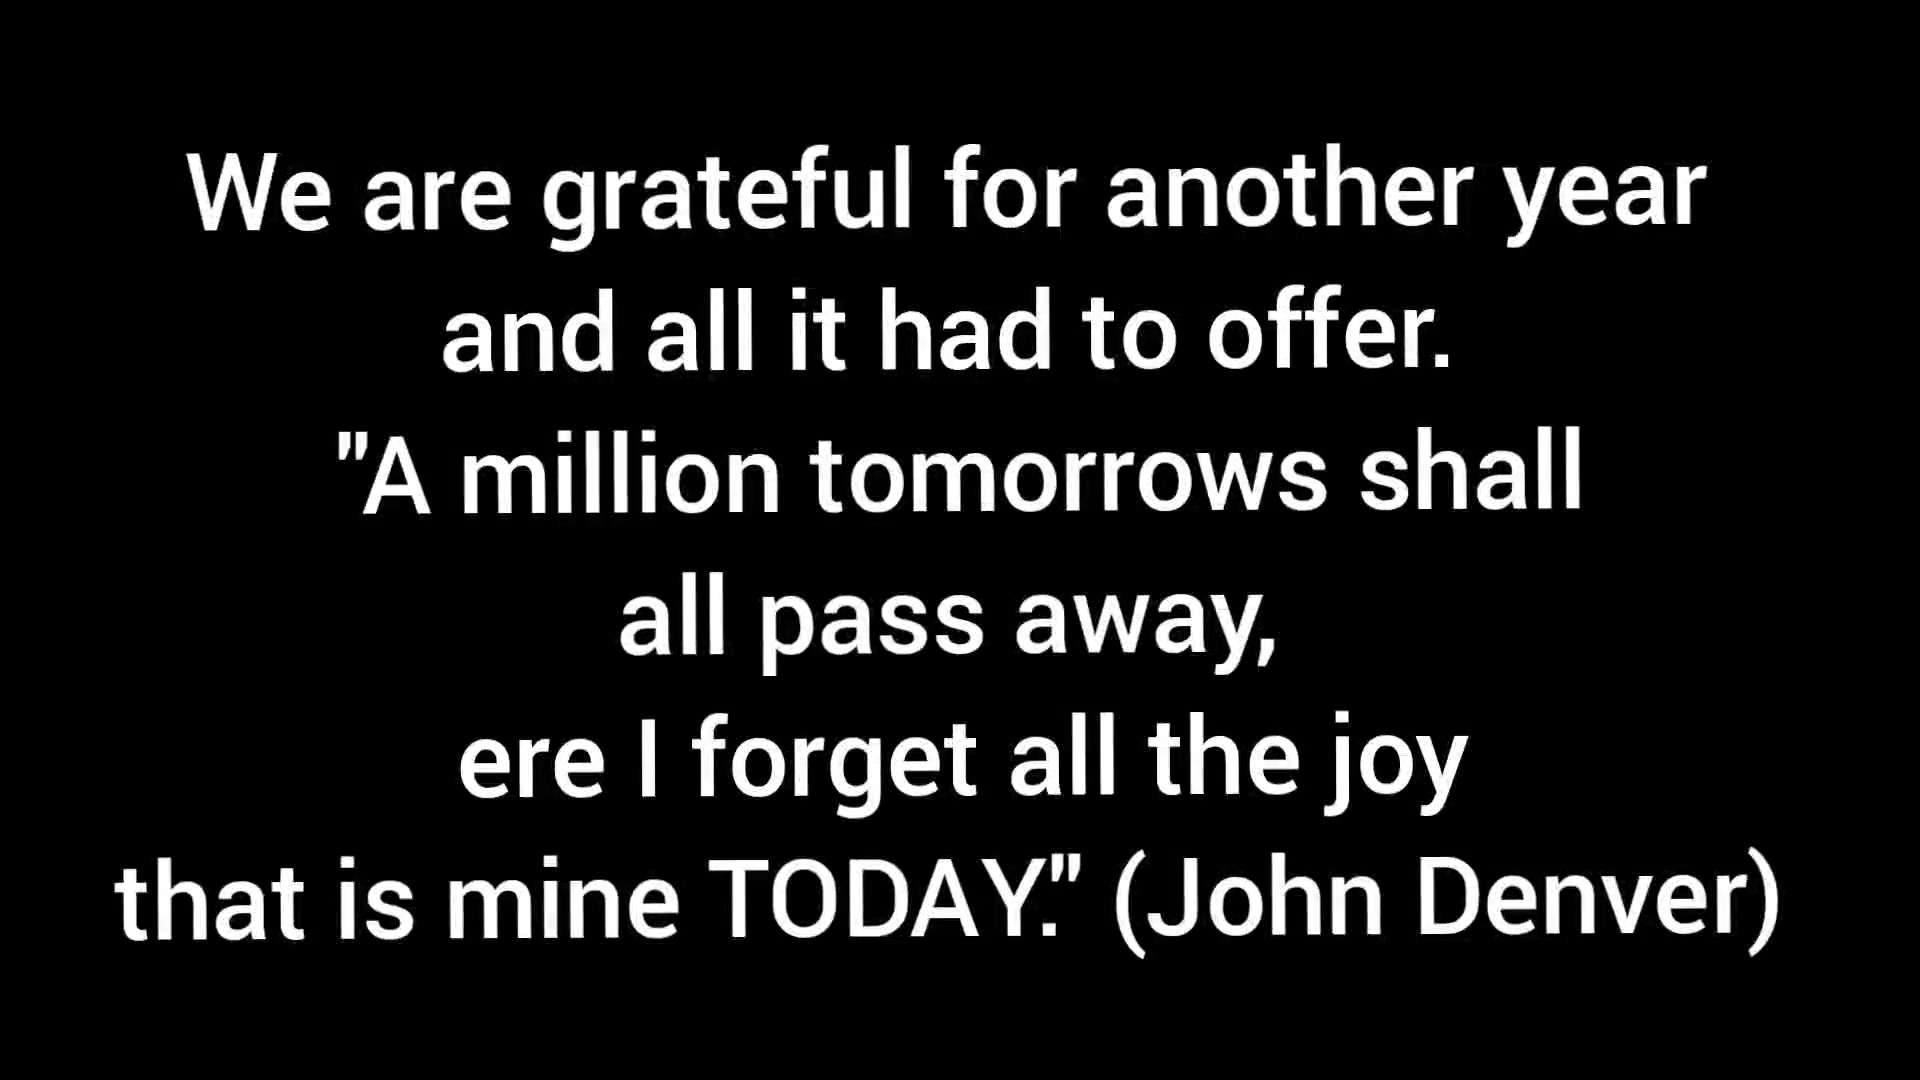 We are grateful for another year
and all it had to offer.
"A million tomorrows shall
all pass away,
ere I forget all the joy
that is mine TODAY." (John Denver)